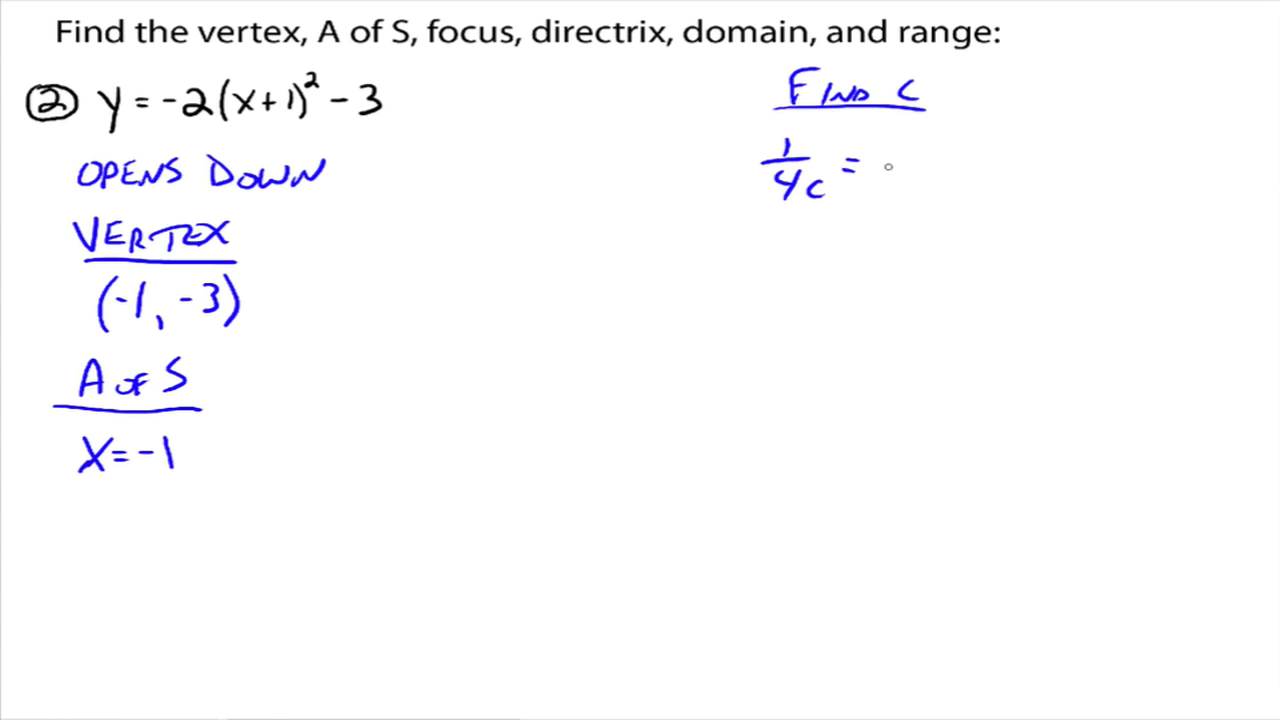 Find the vertex, A of S, focus, directrix, domain, and range:
② y = -2(x+1)² - 3
OPENS DOWN
VERTEX
(-1, -3)
A OF S
X = -1
FIND C
1/4C =